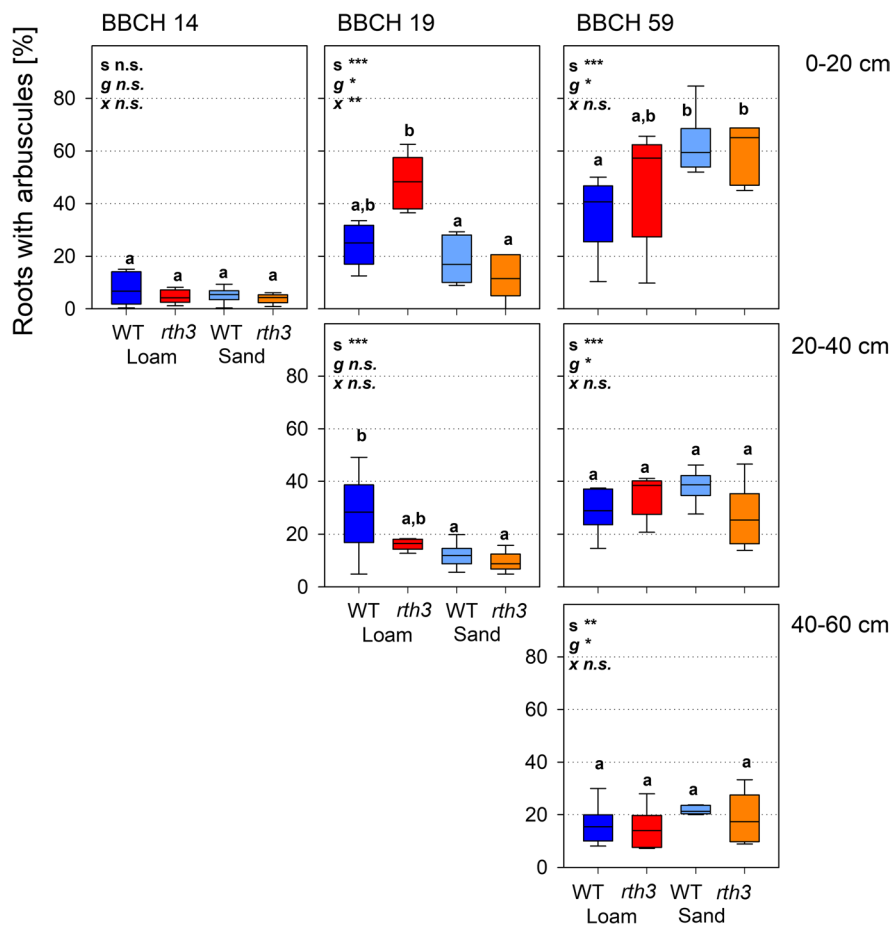 BBCH 14
BBCH 19
BBCH 59
0-20 cm
Roots with arbuscules [%]
s n.s.
g n.s.
x n.s.
80
60
40
20
0
a
a
a
a
WT
rth3
WT
rth3
Loam
Sand
s ***
g *
x **
a,b
b
a
a
s ***
g *
x n.s.
a
a,b
b
b
20-40 cm
s ***
g n.s.
x n.s.
80
60
40
20
0
b
a,b
a
a
WT
rth3
WT
rth3
Loam
Sand
s ***
g *
x n.s.
a
a
a
a
40-60 cm
s **
g *
x n.s.
80
60
40
20
0
a
a
a
a
WT
rth3
WT
rth3
Loam
Sand